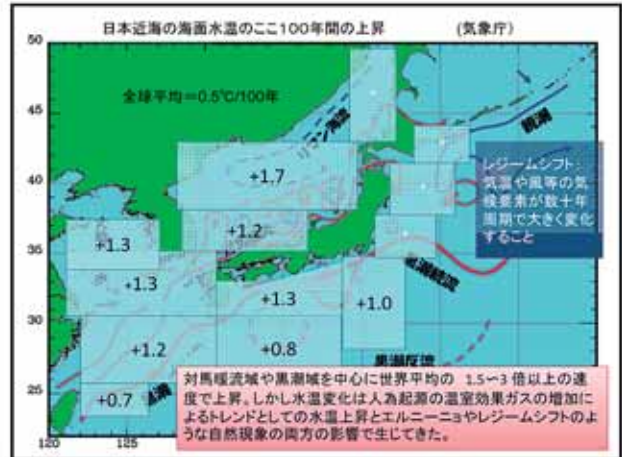 日本近海の海面水温のここ100年間の上昇 (気象庁)
50
45
40
35
30
25
120
125
全球平均=0.5℃/100年
リマン海流
親潮
レジームシフト:
気温や風等の気
候要素が数十年
周期で大きく変化
すること
+1.7
+1.2
+1.3
+1.3
+1.3
+1.0
+1.2
+0.8
+0.7
黒潮続流
黒潮反流
対馬暖流域や黒潮域を中心に世界平均の 1.5~3倍以上の速
度で上昇。しかし水温変化は人為起源の温室効果ガスの増加に
よるトレンドとしての水温上昇とエルニーニョやレジームシフトのよ
うな自然現象の両方の影響で生じてきた。